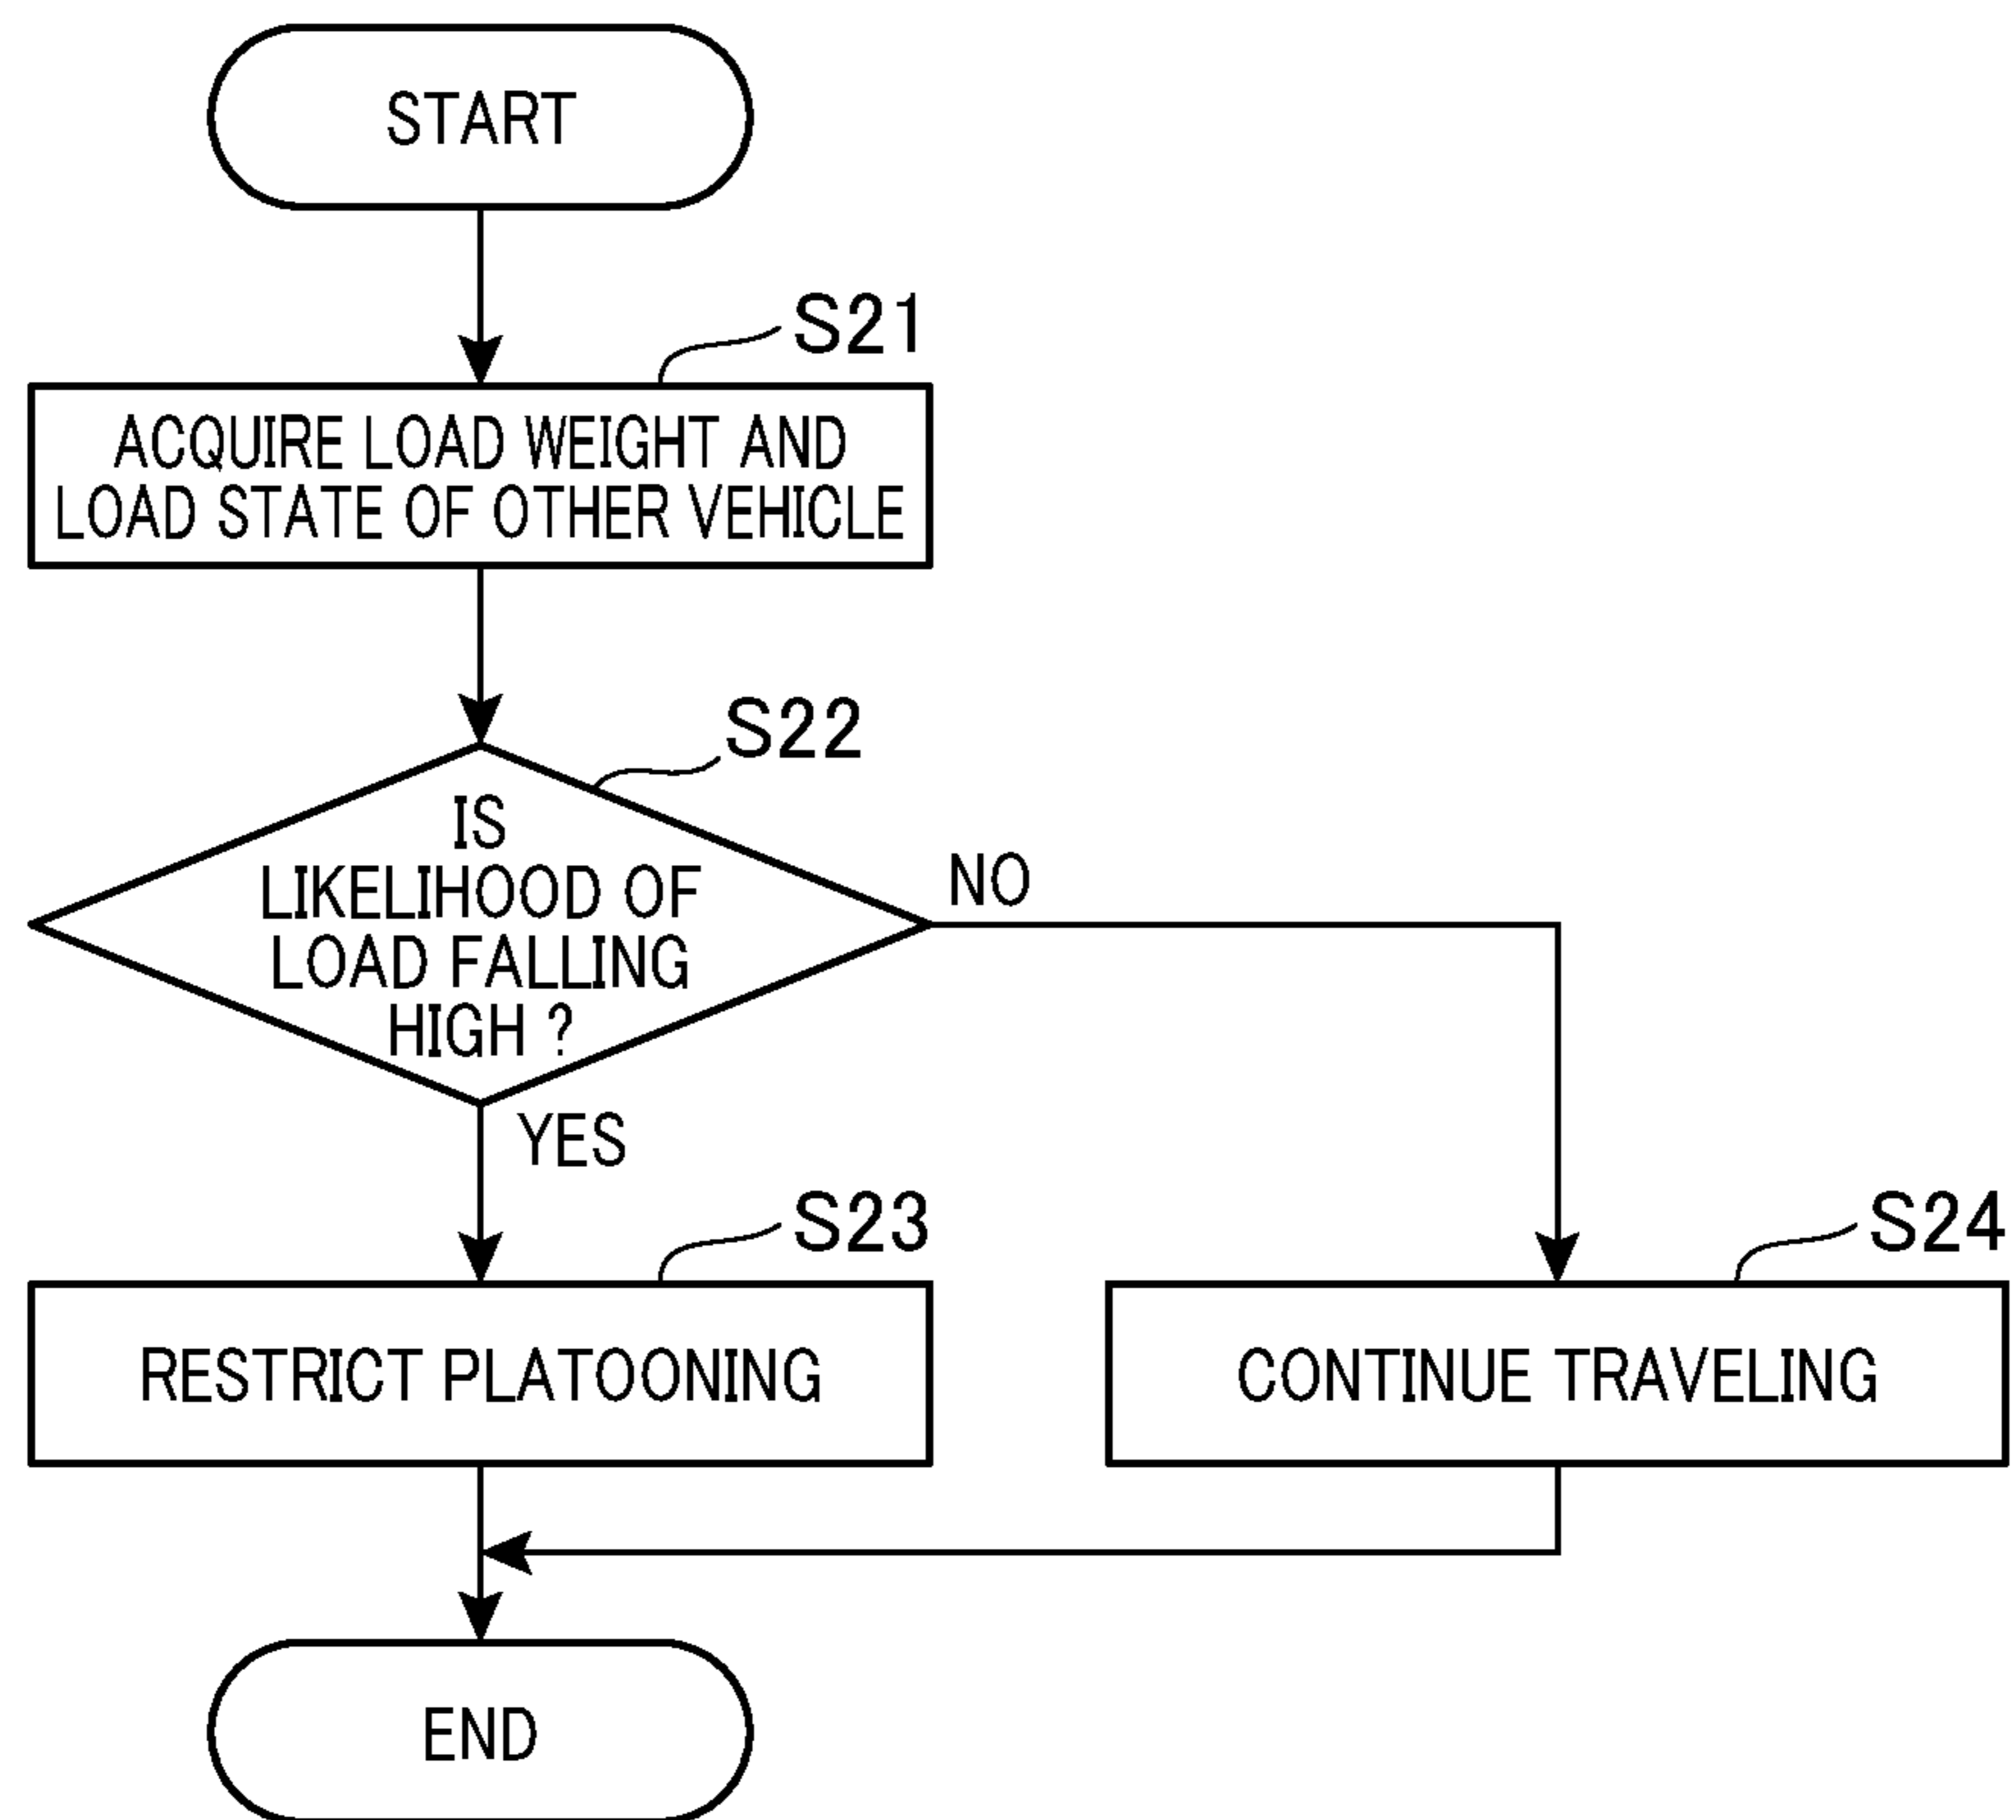 START
S21
ACQUIRE LOAD WEIGHT AND
LOAD STATE OF OTHER VEHICLE
S22
IS
LIKELIHOOD OF
LOAD FALLING
HIGH ?
NO
YES
S23
RESTRICT PLATOONING
S24
CONTINUE TRAVELING
END